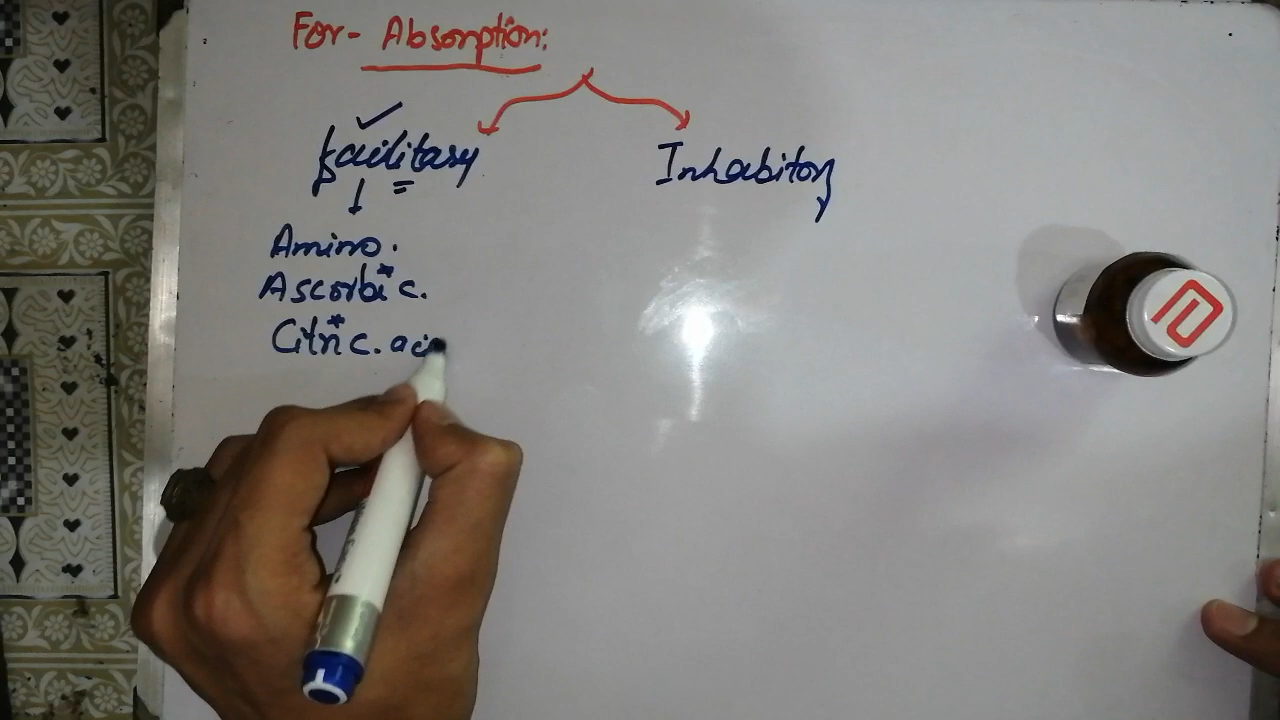 For- Absorption:
facilitary
Inhabitory
Amino.
Ascorbic.
Citric. aci